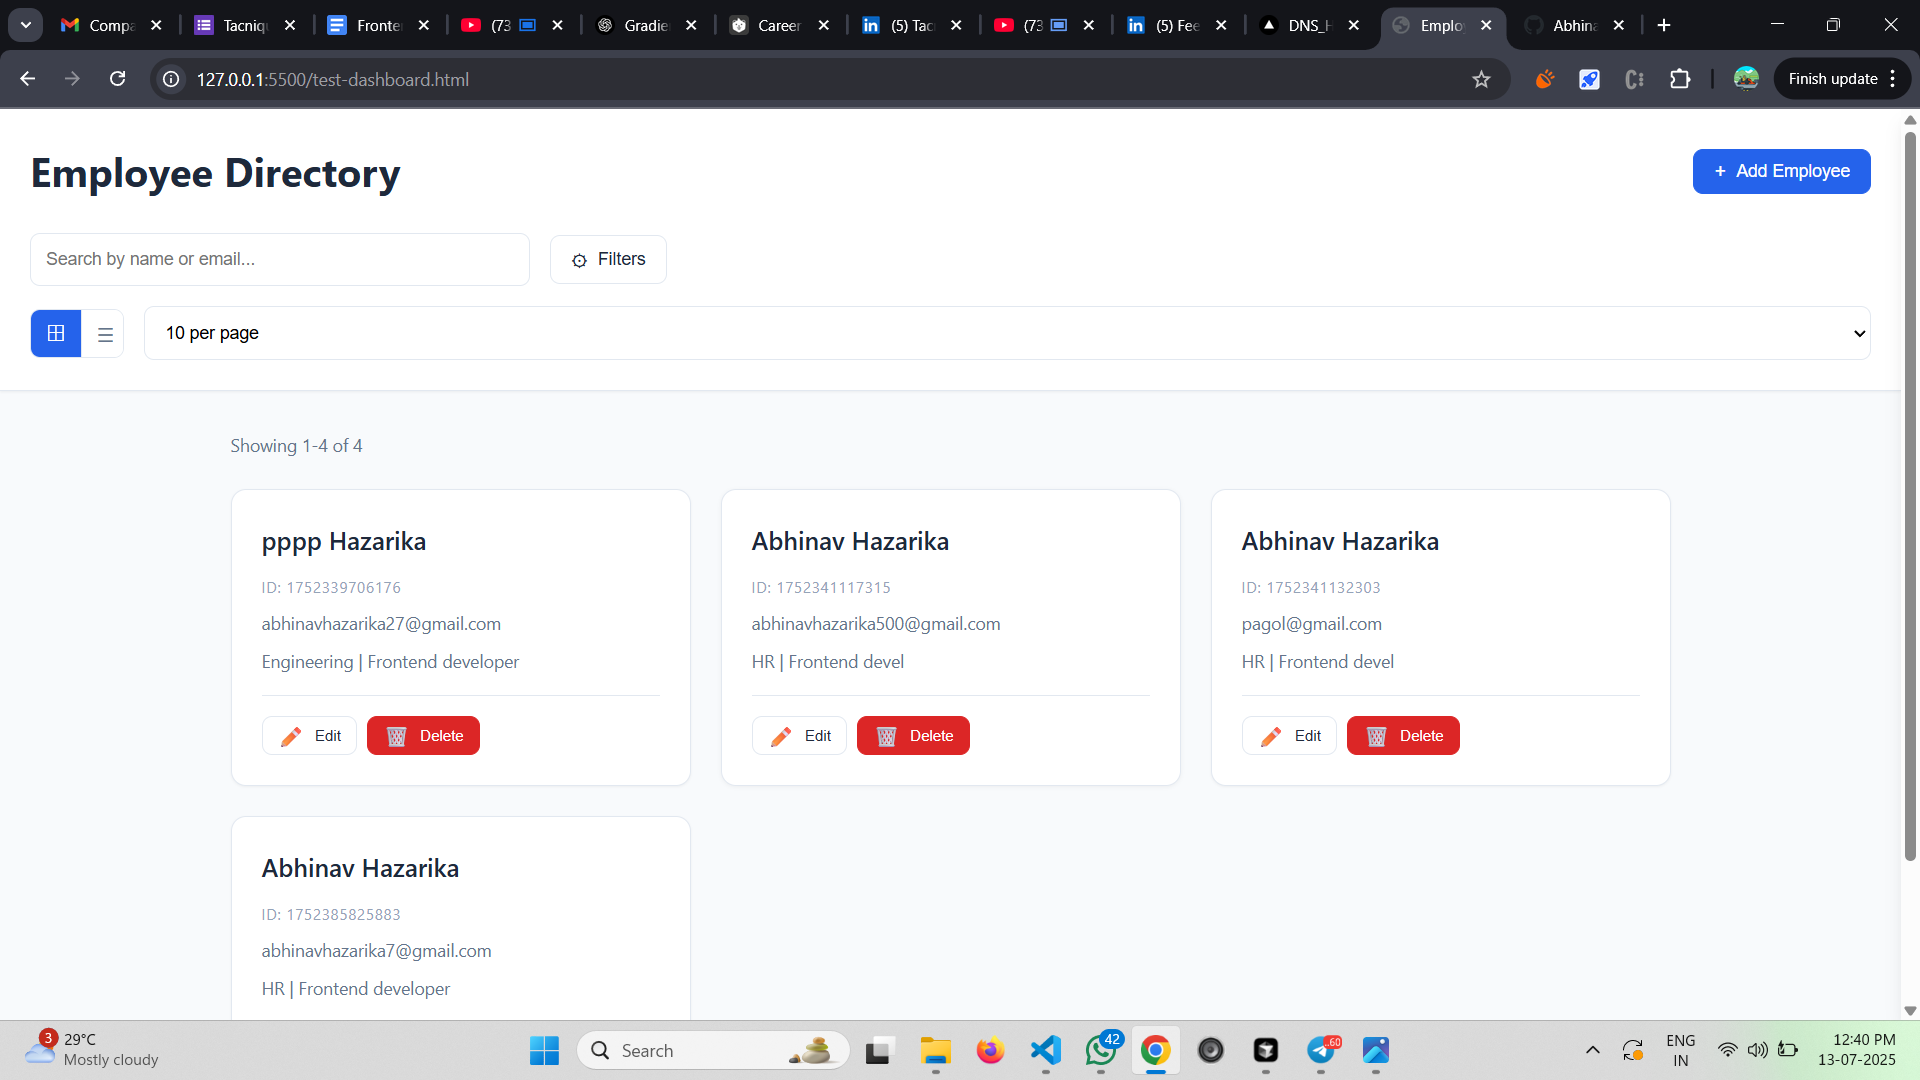 Compa
Tacniqu
Fronte
(73
Gradie
Career
(5) Tac
(73
(5) Fee
DNS_H
Emplo
Abhina
127.0.0.1:5500/test-dashboard.html
Finish update
Employee Directory
+ Add Employee
Search by name or email...
Filters
10 per page
Showing 1-4 of 4
pppp Hazarika
ID: 1752339706176
abhinavhazarika27@gmail.com
Engineering | Frontend developer
Edit
Delete
Abhinav Hazarika
ID: 1752341117315
abhinavhazarika500@gmail.com
HR | Frontend devel
Edit
Delete
Abhinav Hazarika
ID: 1752341132303
pagol@gmail.com
HR | Frontend devel
Edit
Delete
Abhinav Hazarika
ID: 1752385825883
abhinavhazarika7@gmail.com
HR | Frontend developer
3
29°C
Mostly cloudy
Search
42
.60
ENG
IN
12:40 PM
13-07-2025